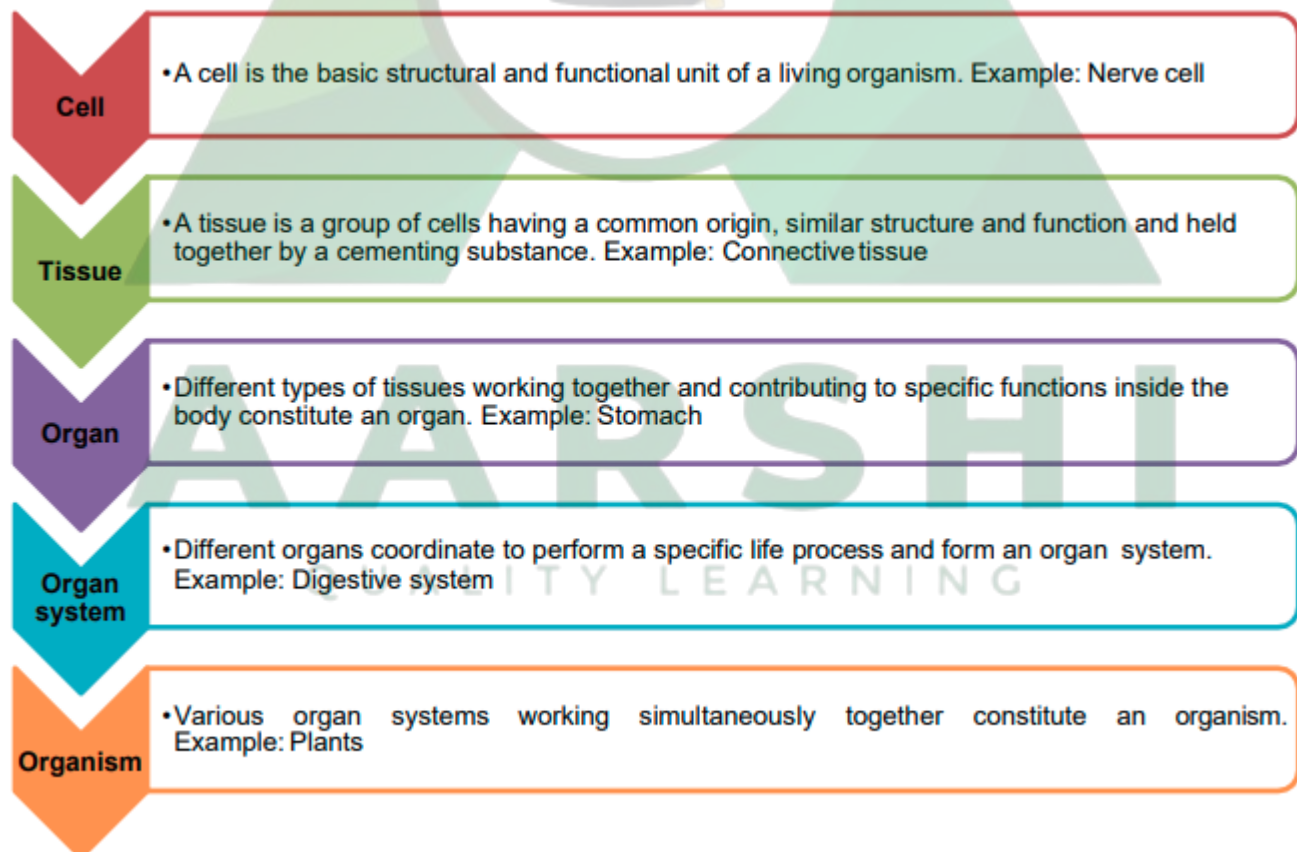 Cell
•A cell is the basic structural and functional unit of a living organism. Example: Nerve cell
Tissue
•A tissue is a group of cells having a common origin, similar structure and function and held
together by a cementing substance. Example: Connective tissue
Organ
•Different types of tissues working together and contributing to specific functions inside the
body constitute an organ. Example: Stomach
AARSHI
Organ
system
•Different organs coordinate to perform a specific life process and form an organ system.
Example: Digestive system
QUALITY LEARNING
Organism
•Various organ systems working simultaneously together constitute an organism.
Example: Plants